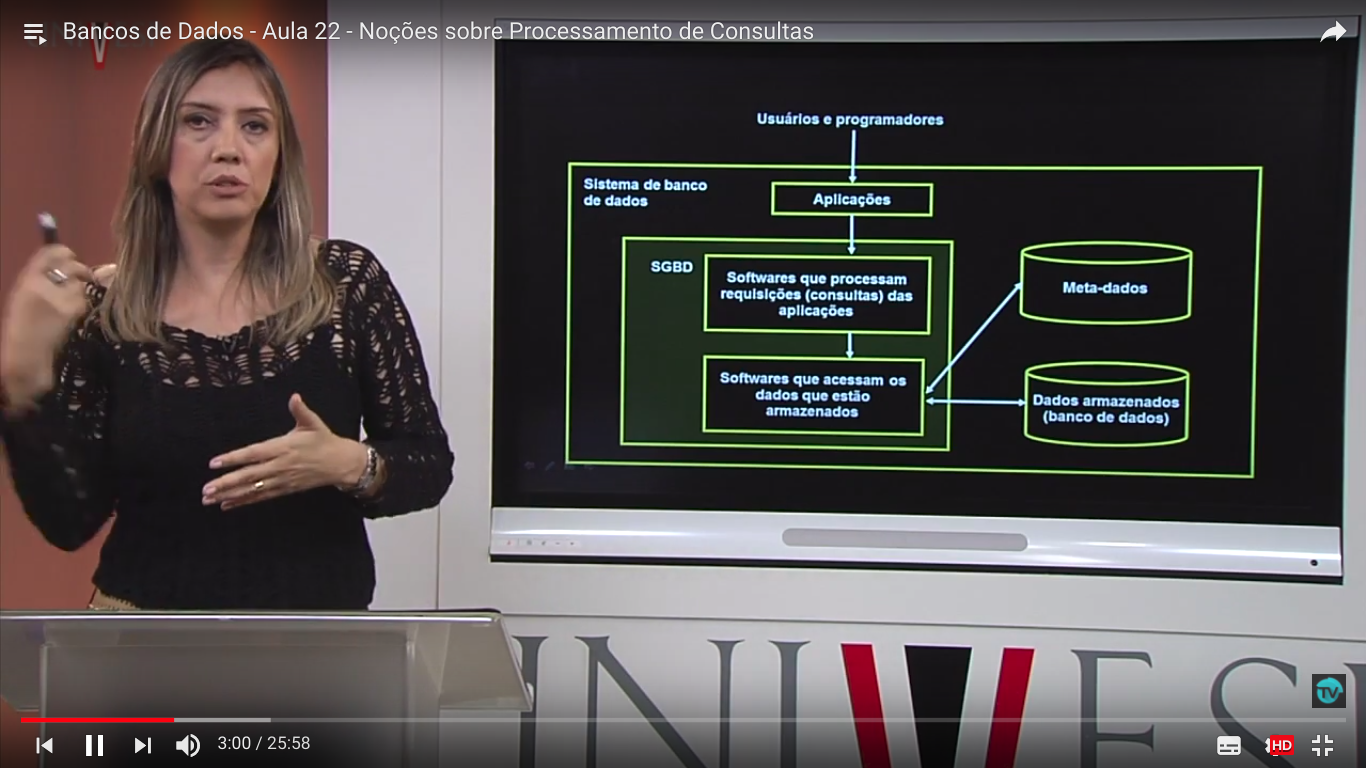 Bancos de Dados - Aula 22 - Noções sobre Processamento de Consultas
Usuários e programadores
Sistema de banco
de dados
Aplicações
SGBD
Softwares que processam
requisições (consultas) das
aplicações
Meta-dados
Softwares que acessam os
dados que estão
armazenados
Dados armazenados
(banco de dados)
UNIVES
TV
3:00 / 25:58
HD